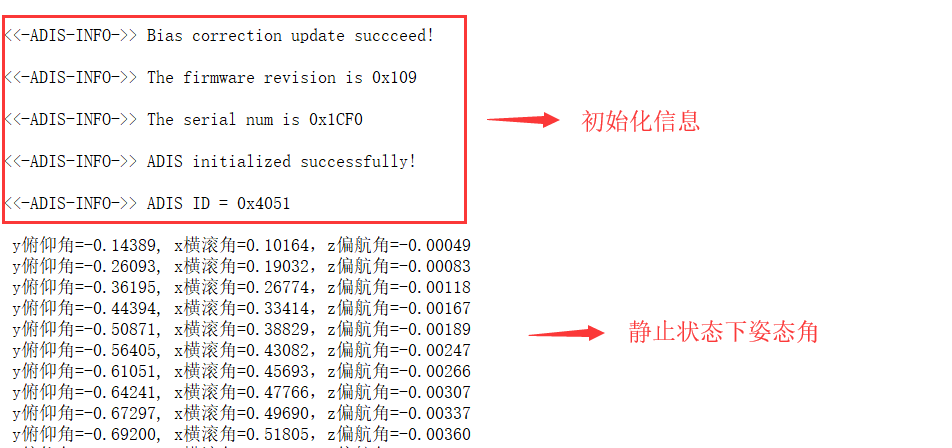 <<-ADIS-INFO->> Bias correction update succceed!
<<-ADIS-INFO->> The firmware revision is 0x109
<<-ADIS-INFO->> The serial num is 0x1CF0
初始化信息
<<-ADIS-INFO->> ADIS initialized successfully!
<<-ADIS-INFO->> ADIS ID = 0x4051
y俯仰角=-0.14389, x横滚角=0.10164, z偏航角=-0.00049
y俯仰角=-0.26093, x横滚角=0.19032, z偏航角=-0.00083
y俯仰角=-0.36195, x横滚角=0.26774, z偏航角=-0.00118
y俯仰角=-0.44394, x横滚角=0.33414, z偏航角=-0.00167
y俯仰角=-0.50871, x横滚角=0.38829, z偏航角=-0.00189
静止状态下姿态角
y俯仰角=-0.56405, x横滚角=0.43082, z偏航角=-0.00247
y俯仰角=-0.61051, x横滚角=0.45693, z偏航角=-0.00266
y俯仰角=-0.64241, x横滚角=0.47766, z偏航角=-0.00307
y俯仰角=-0.67297, x横滚角=0.49690, z偏航角=-0.00337
y俯仰角=-0.69200, x横滚角=0.51805, z偏航角=-0.00360